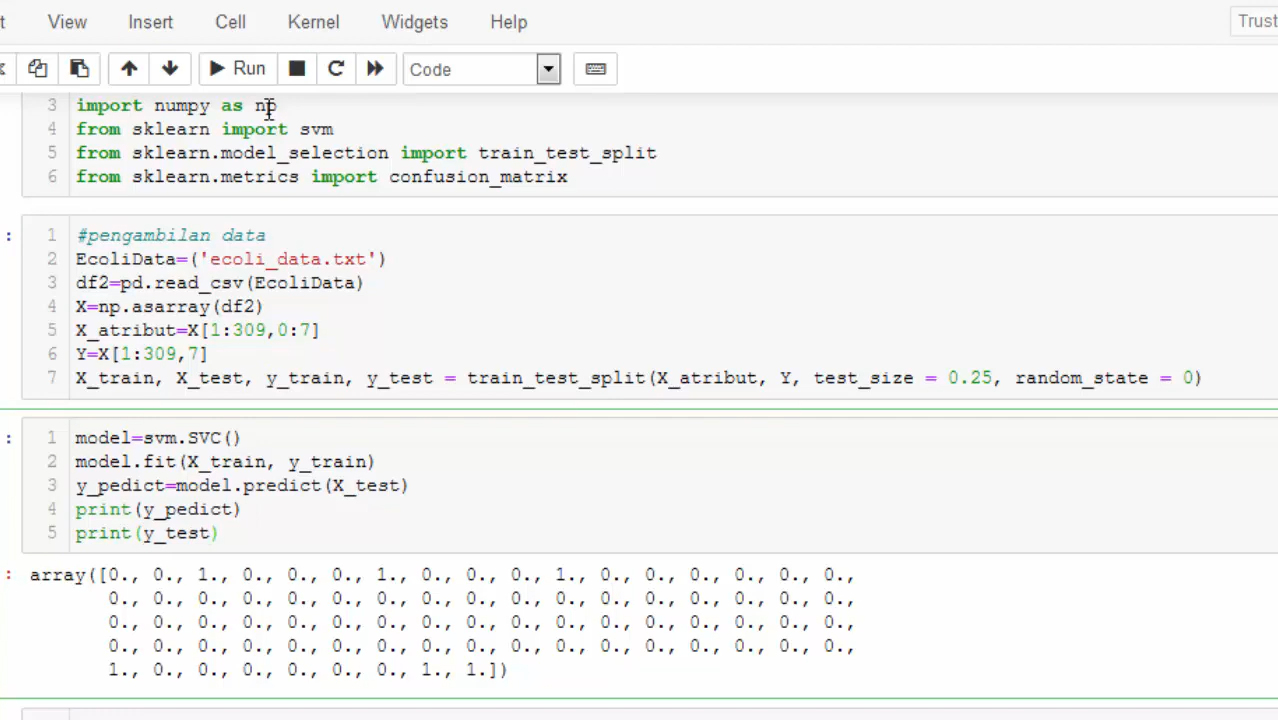 t View Insert Cell Kernel Widgets Help Trust
Run Code
3 import numpy as np
4 from sklearn import svm
5 from sklearn.model_selection import train_test_split
6 from sklearn.metrics import confusion_matrix
: 1 #pengambilan data
2 EcoliData=('ecoli_data.txt')
3 df2=pd.read_csv(EcoliData)
4 X=np.asarray(df2)
5 X_atribut=X[1:309,0:7]
6 Y=X[1:309,7]
7 X_train, X_test, y_train, y_test = train_test_split(X_atribut, Y, test_size = 0.25, random_state = 0)
: 1 model=svm.SVC()
2 model.fit(X_train, y_train)
3 y_pedict=model.predict(X_test)
4 print(y_pedict)
5 print(y_test)
: array([0., 0., 1., 0., 0., 0., 1., 0., 0., 0., 1., 0., 0., 0., 0., 0., 0.,
0., 0., 0., 0., 0., 0., 0., 0., 0., 0., 0., 0., 0., 0., 0., 0., 0.,
0., 0., 0., 0., 0., 0., 0., 0., 0., 0., 0., 0., 0., 0., 0., 0., 0.,
0., 0., 0., 0., 0., 0., 0., 0., 0., 0., 0., 0., 0., 0., 0., 0., 0.,
1., 0., 0., 0., 0., 0., 0., 1., 1.])